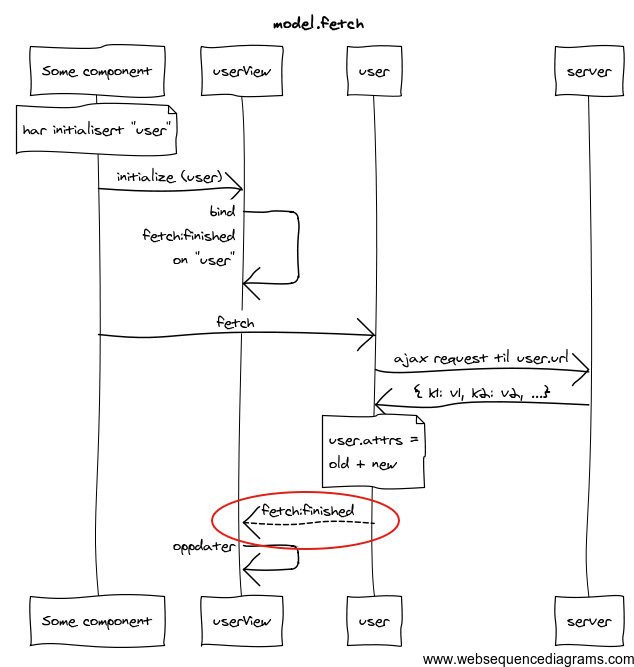 model.fetch
Some component
userView
user
server
har initialisert "user"
initialize (user)
bind
fetch:finished
on "user"
fetch
ajax request til user.url
{ k1: v1, k2: v2, ...}
user.attrs =
old + new
fetch:finished
oppdater
Some component
userView
user
server
www.websequencediagrams.com